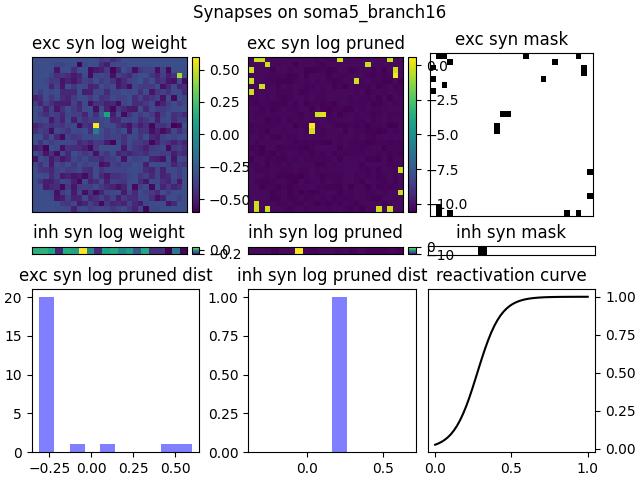 Synapses on soma5_branch16
exc syn log weight
exc syn log pruned
exc syn mask
0.50
0.25
0.00
−0.25
−0.50
0.0
−2.5
−5.0
−7.5
−10.0
inh syn log weight
inh syn log pruned
inh syn mask
0.0
−0.2
0
−10
exc syn log pruned dist
inh syn log pruned dist
reactivation curve
20
15
10
5
0
−0.25 0.00 0.25 0.50
1.00
0.75
0.50
0.25
0.00
0.0 0.5
1.00
0.75
0.50
0.25
0.00
0.0 0.5 1.0